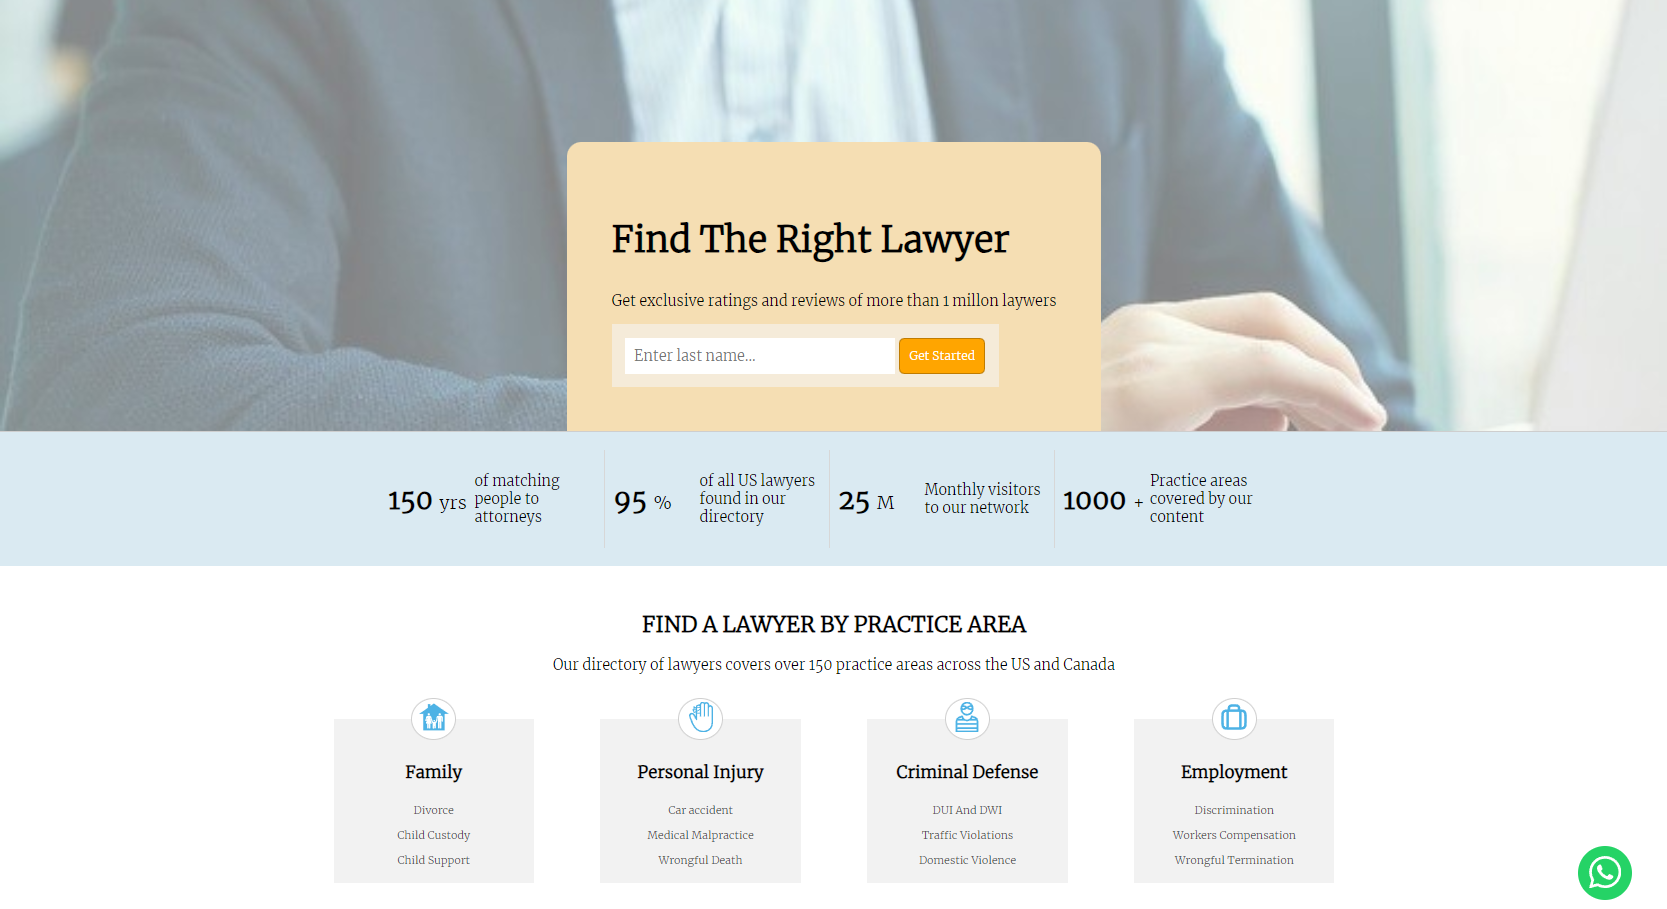 Find The Right Lawyer
Get exclusive ratings and reviews of more than 1 millon laywers
Enter last name...
Get Started
150 yrs
of matching
people to
attorneys
95 %
of all US lawyers
found in our
directory
25 M
Monthly visitors
to our network
1000 +
Practice areas
covered by our
content
FIND A LAWYER BY PRACTICE AREA
Our directory of lawyers covers over 150 practice areas across the US and Canada
Family
Divorce
Child Custody
Child Support
Personal Injury
Car accident
Medical Malpractice
Wrongful Death
Criminal Defense
DUI And DWI
Traffic Violations
Domestic Violence
Employment
Discrimination
Workers Compensation
Wrongful Termination